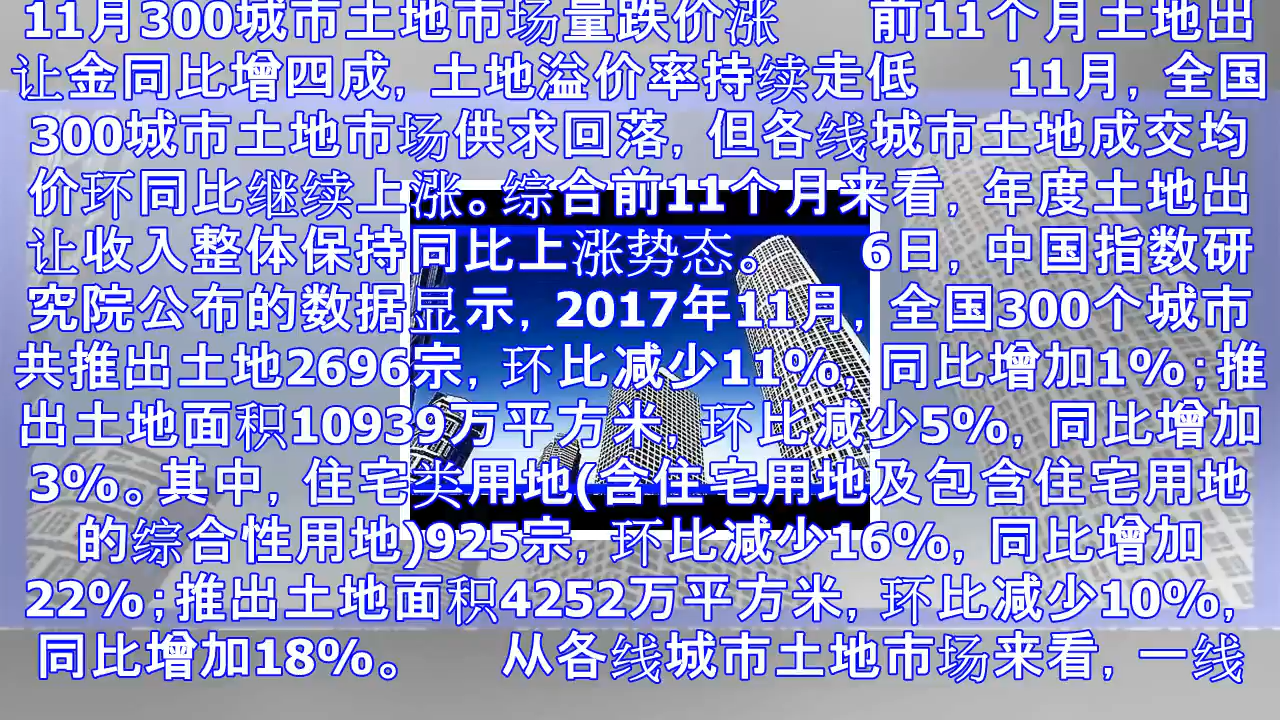 11月300城市土地市场量跌价涨　　前11个月土地出
让金同比增四成, 土地溢价率持续走低　　11月, 全国
300城市土地市场供求回落, 但各线城市土地成交均
价环同比继续上涨。综合前11个月来看, 年度土地出
让收入整体保持同比上涨势态。　　6日, 中国指数研
究院公布的数据显示, 2017年11月, 全国300个城市
共推出土地2696宗, 环比减少11%, 同比增加1%;推
出土地面积10939万平方米, 环比减少5%, 同比增加
3%。其中, 住宅类用地(含住宅用地及包含住宅用地
的综合性用地)925宗, 环比减少16%, 同比增加
22%;推出土地面积4252万平方米, 环比减少10%,
同比增加18%。　　从各线城市土地市场来看, 一线